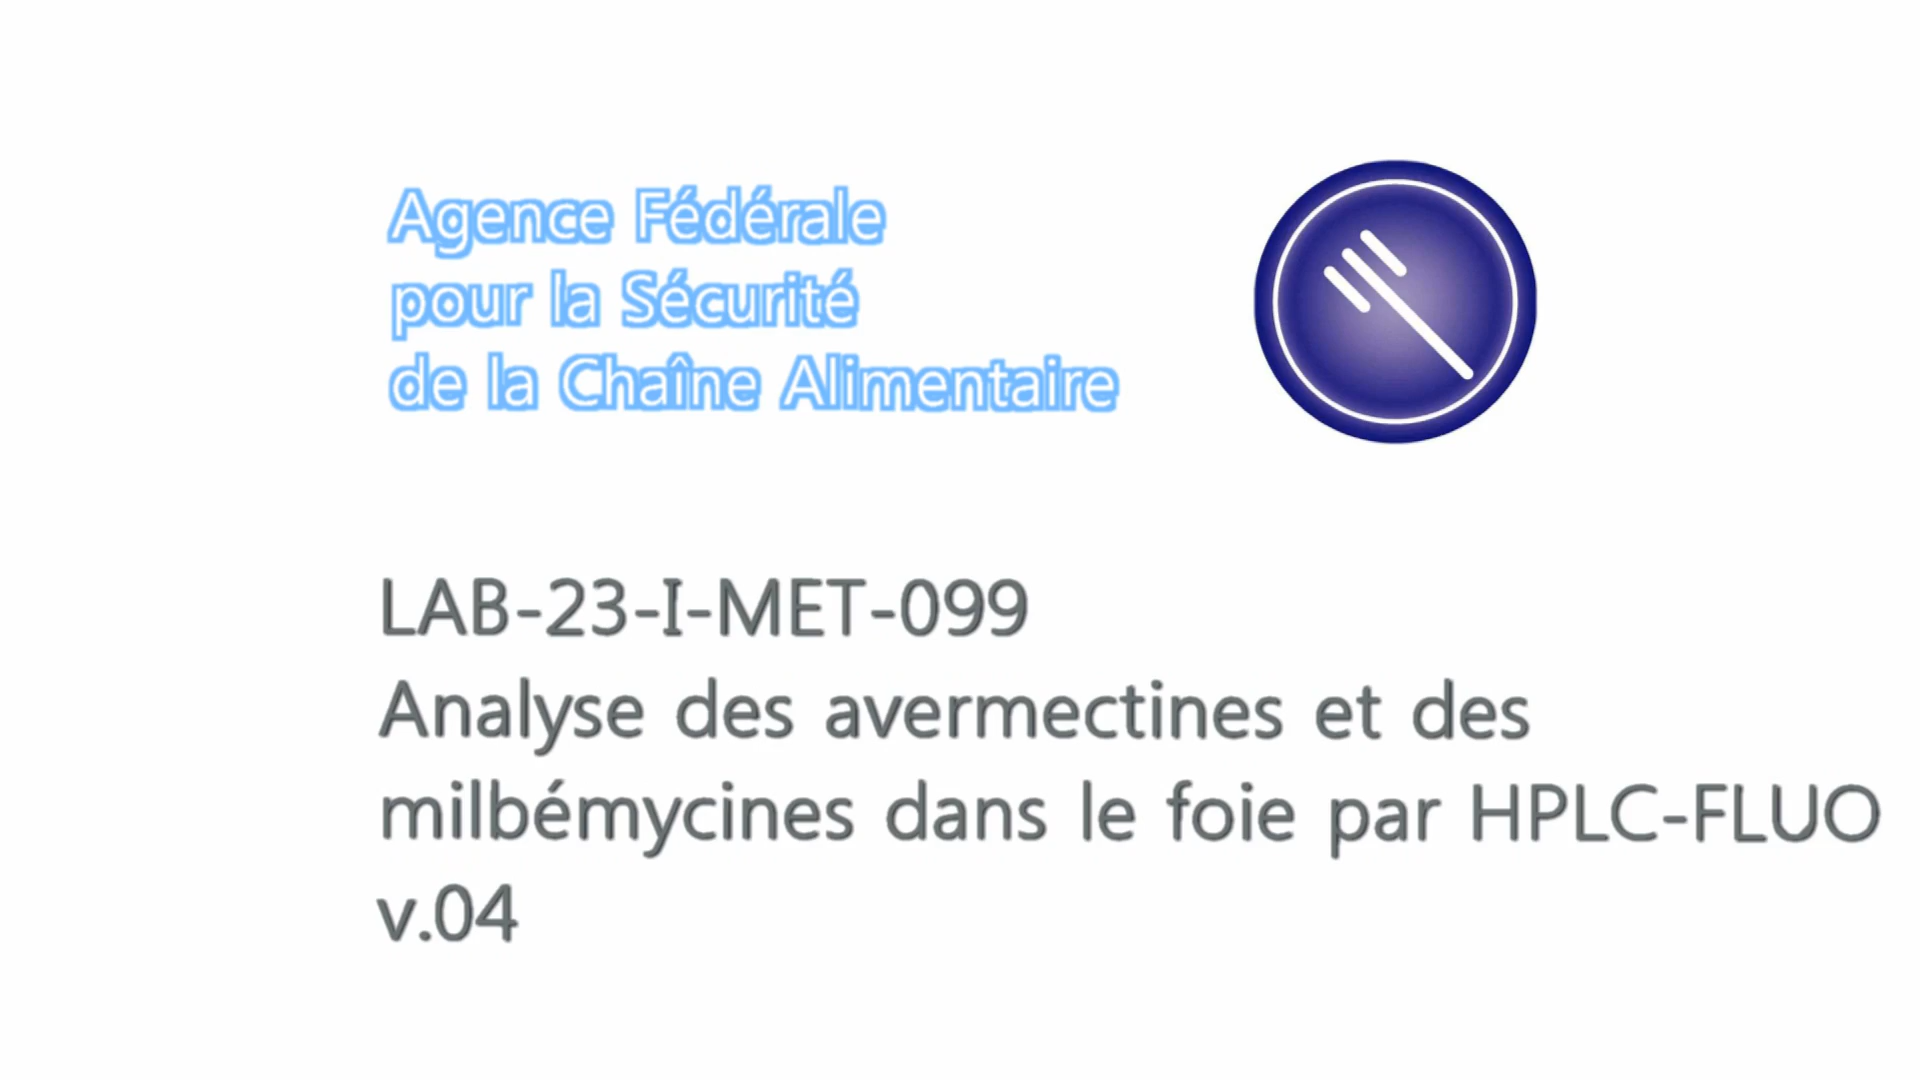 Agence Fédérale
pour la Sécurité
de la Chaîne Alimentaire
LAB-23-I-MET-099
Analyse des avermectines et des
milbémycines dans le foie par HPLC-FLUO
v.04